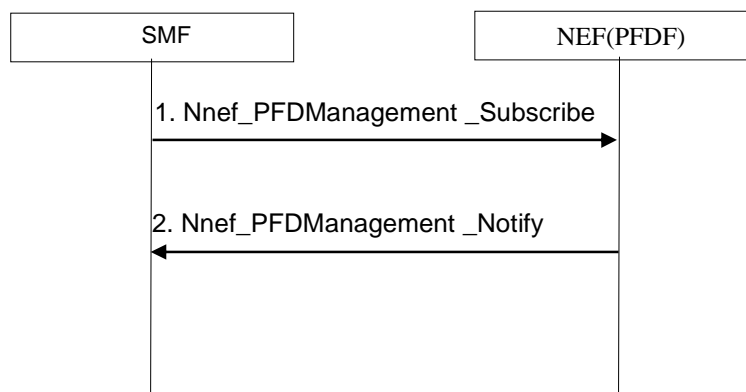 SMF
NEF(PFDF)
1. Nnef_PFDManagement _Subscribe
2. Nnef_PFDManagement _Notify